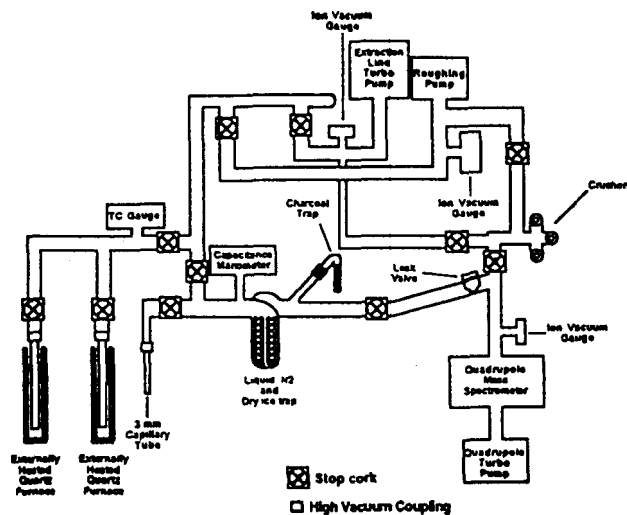 Ion Vacuum
Gauge
Extraction
Line
Turbo
Pump
Roughing
Pump
Ion Vacuum
Gauge
Crusher
Charcoal
Trap
TC Gauge
Capacitance
Manometer
Leak
Valve
Ion Vacuum
Gauge
Liquid N2
and
Dry ice trap
Quadrupole
Mass
Spectrometer
3 mm
Capillary
Tube
Externally
Heated
Quartz
Furnace
Externally
Heated
Quartz
Furnace
Quadrupole
Turbo
Pump
Stop cork
High Vacuum Coupling